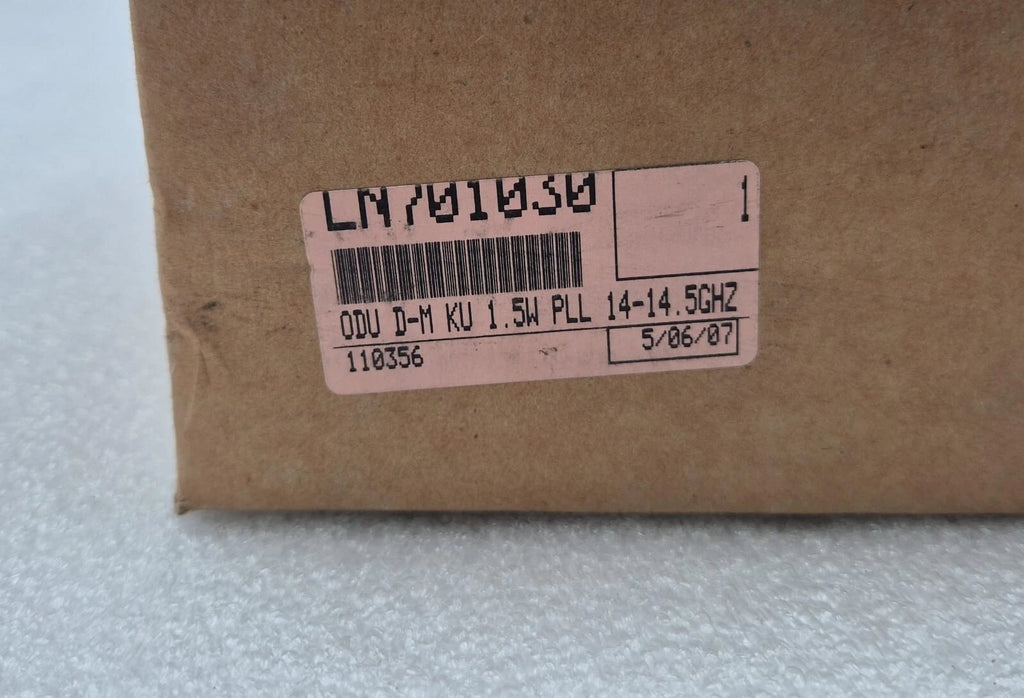 LN701030
1
ODU D-M KU 1.5W PLL 14-14.5GHZ
110356
5/06/07